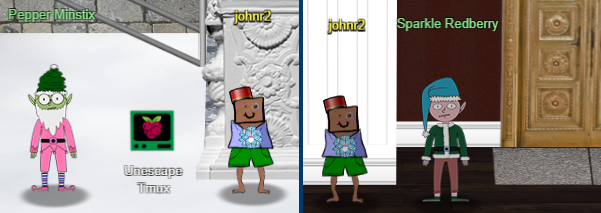 Pepper Minstix
johnr2
Unescape
Tmux
johnr2
Sparkle Redberry